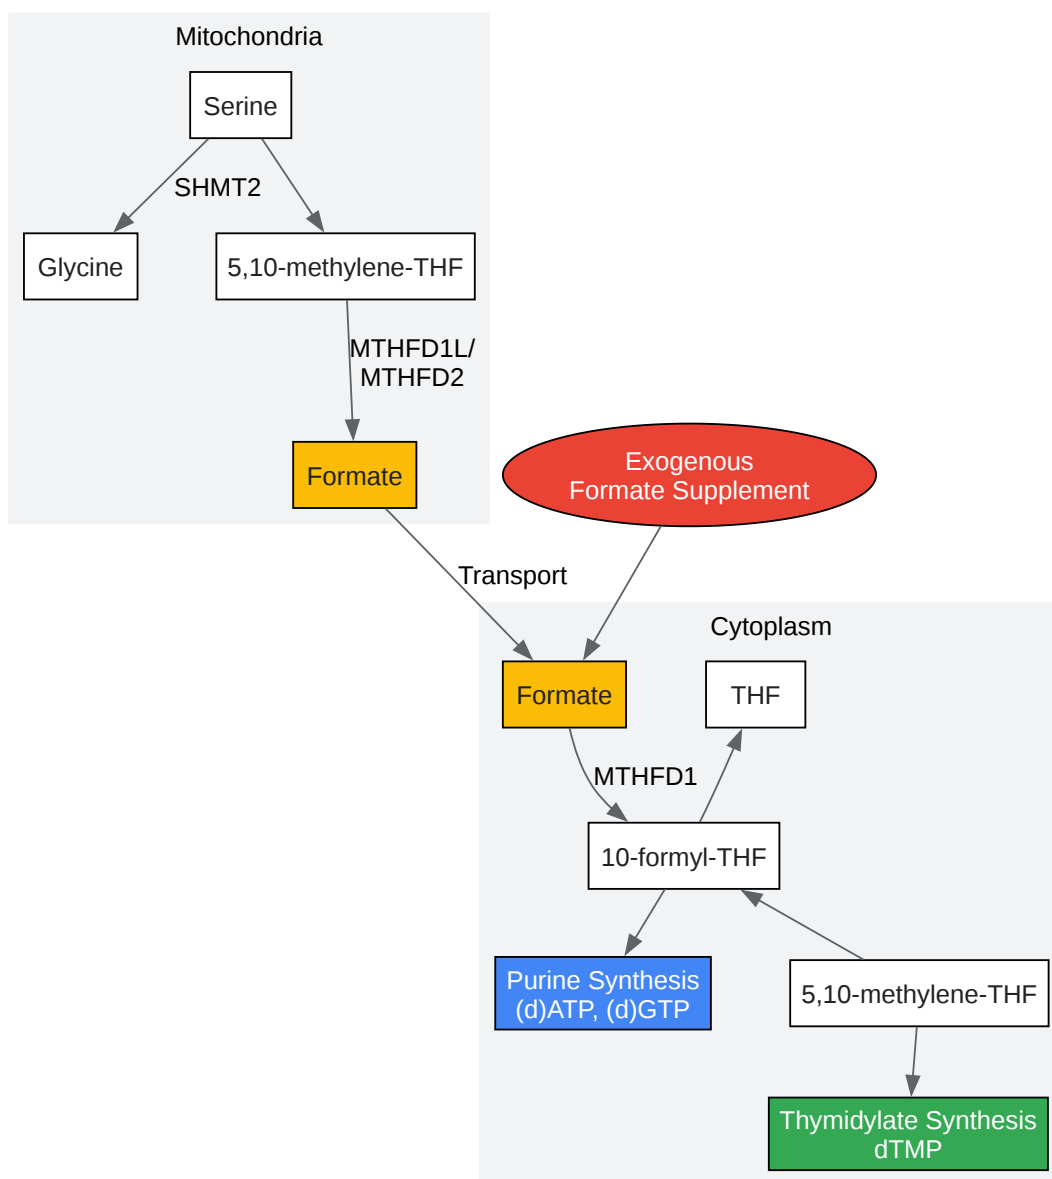 Mitochondria
Serine
SHMT2
Glycine
5,10-methylene-THF
MTHFD1L/
MTHFD2
Formate
Exogenous
Formate Supplement
Transport
Cytoplasm
Formate
THF
MTHFD1
10-formyl-THF
Purine Synthesis
(d)ATP, (d)GTP
5,10-methylene-THF
Thymidylate Synthesis
dTMP